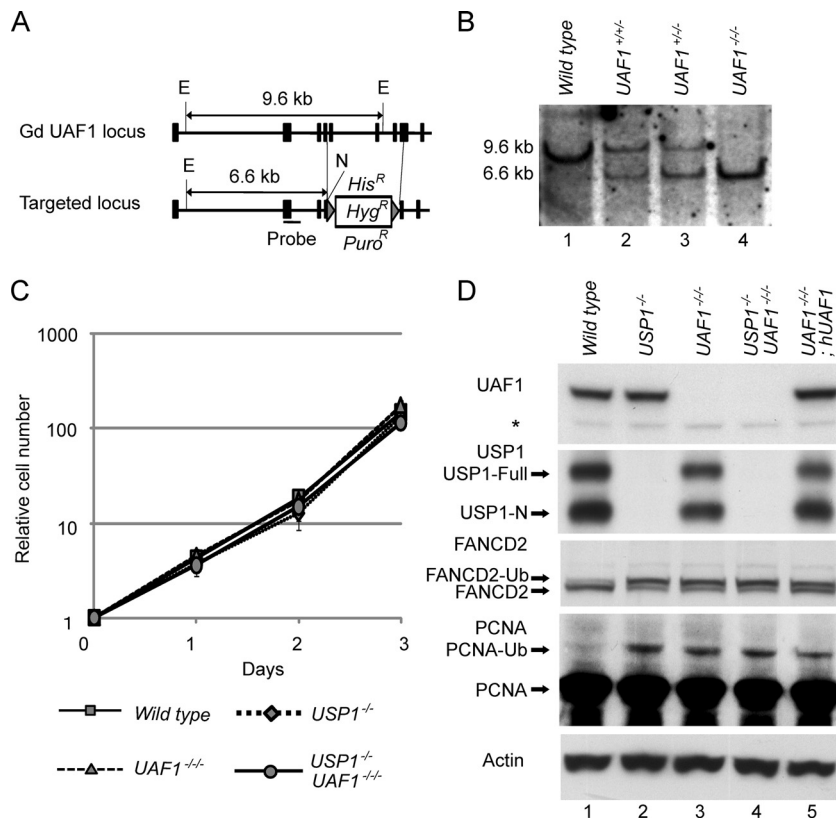 A
E
9.6 kb
E
Gd UAF1 locus
E
6.6 kb
N
His^R
Targeted locus
Hyg^R
Probe
Puro^R
B
Wild type
UAF1^+/+/-
UAF1^+/-/-
UAF1^-/-/-
9.6 kb
6.6 kb
1 2 3 4
C
Relative cell number
1000
100
10
1
0 1 2 3
Days
Wild type
USP1^-/-
UAF1^-/-/-
USP1^-/-
UAF1^-/-/-
D
Wild type
USP1^-/-
UAF1^-/-/-
USP1^-/-
UAF1^-/-/-
UAF1^-/-/-
; hUAF1
UAF1
*
USP1
USP1-Full
USP1-N
FANCD2
FANCD2-Ub
FANCD2
PCNA
PCNA-Ub
PCNA
Actin
1 2 3 4 5